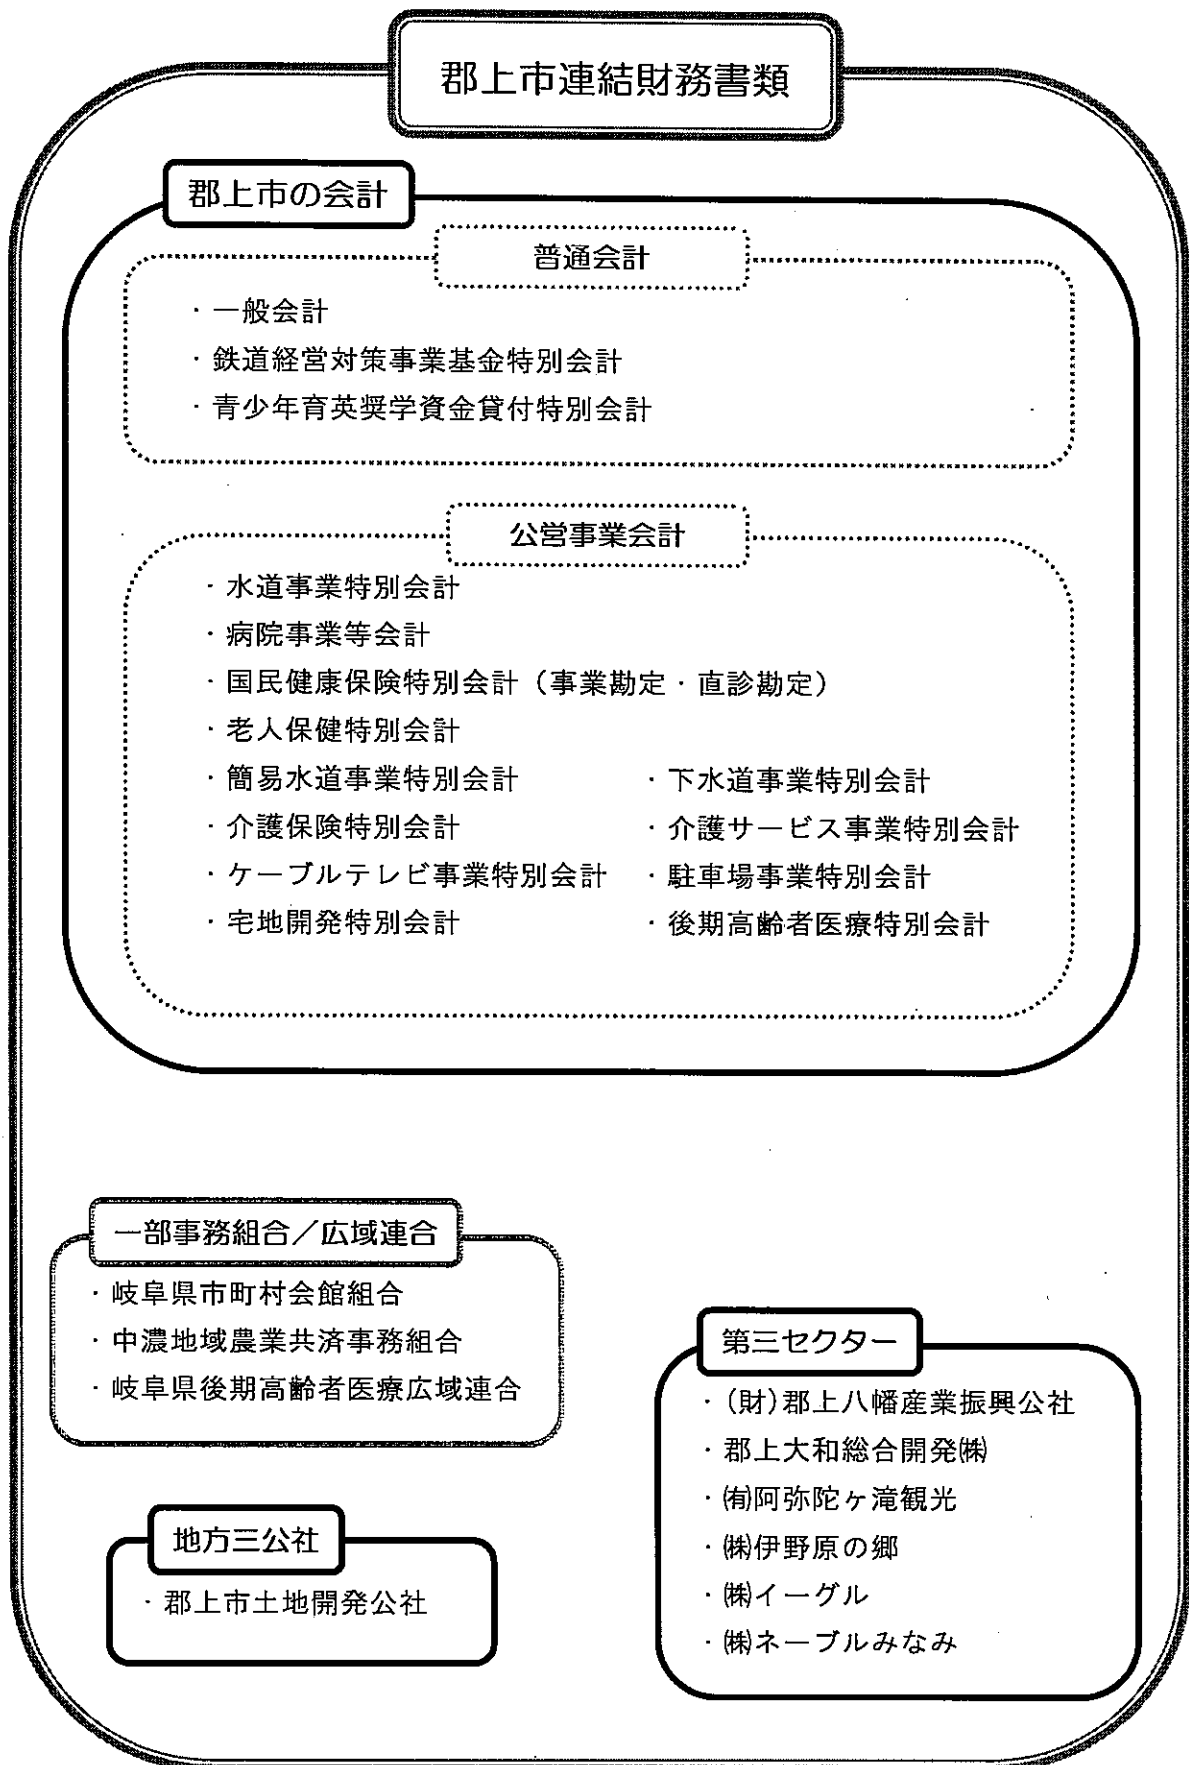 郡上市連結財務書類
郡上市の会計
普通会計
・一般会計
・鉄道経営対策事業基金特別会計
・青少年育英奨学資金貸付特別会計
公営事業会計
・水道事業特別会計
・病院事業等会計
・国民健康保険特別会計（事業勘定・直診勘定）
・老人保健特別会計
・簡易水道事業特別会計 ・下水道事業特別会計
・介護保険特別会計 ・介護サービス事業特別会計
・ケーブルテレビ事業特別会計 ・駐車場事業特別会計
・宅地開発特別会計 ・後期高齢者医療特別会計
一部事務組合／広域連合
・岐阜県市町村会館組合
・中濃地域農業共済事務組合
・岐阜県後期高齢者医療広域連合
地方三公社
・郡上市土地開発公社
第三セクター
・(財)郡上八幡産業振興公社
・郡上大和総合開発㈱
・㈲阿弥陀ヶ滝観光
・㈱伊野原の郷
・㈱イーグル
・㈱ネーブルみなみ